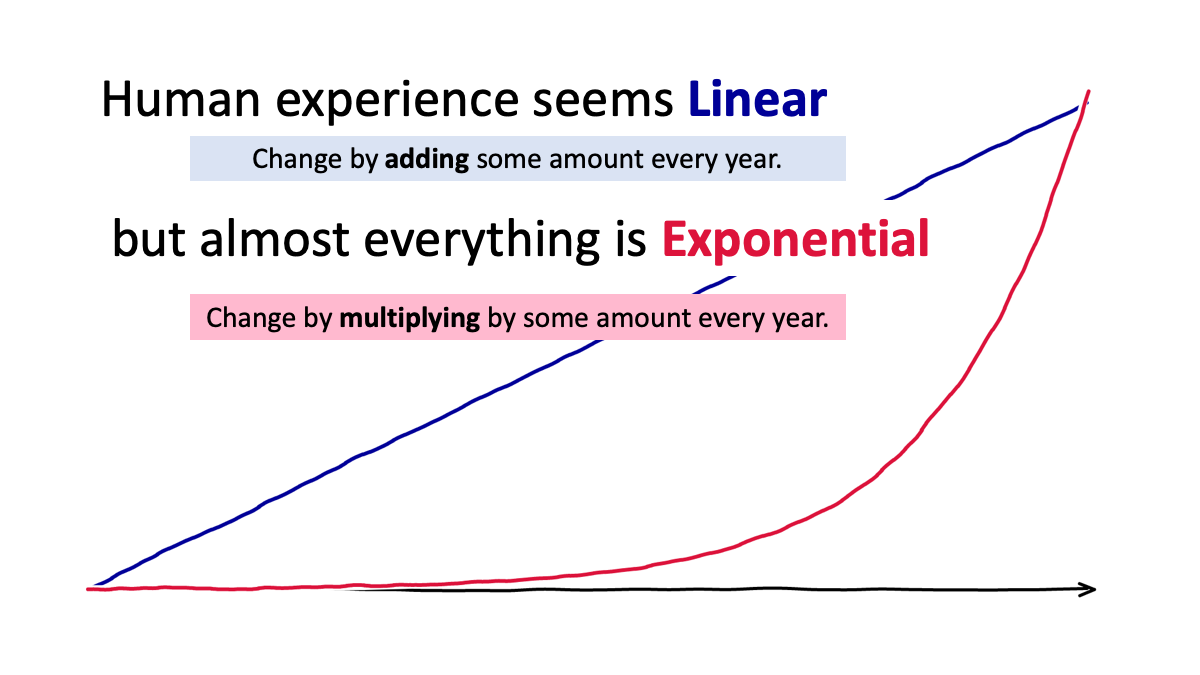 Human experience seems Linear
Change by adding some amount every year.
but almost everything is Exponential
Change by multiplying by some amount every year.